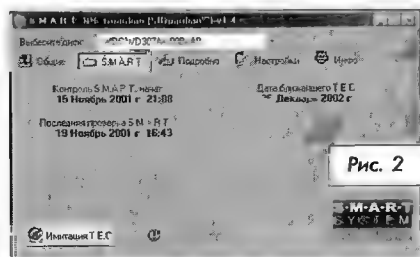 Выберите диск:
Общие S.M.A.R.T. Подробно Настройки Инфо
Контроль S.M.A.R.T. начат
15 Ноябрь 2001 г 21:08
Дата ближайшего T.E.C.
Декабрь 2002 г
Последняя проверка S.M.A.R.T
19 Ноябрь 2001 г 16:43
Рис. 2
S·M·A·R·T
SYSTEM
Имитация T.E.C